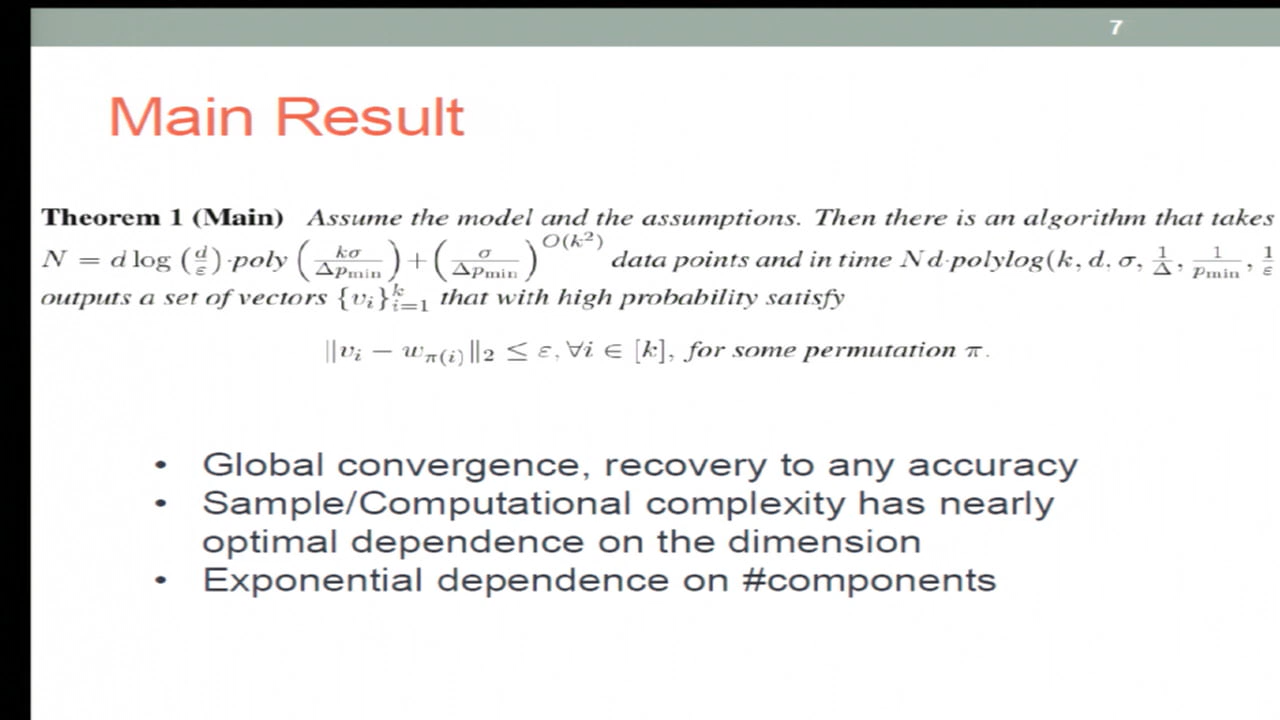 7
Main Result
Theorem 1 (Main) Assume the model and the assumptions. Then there is an algorithm that takes
N = d log (d/ε) · poly (kσ/Δp_min) + (σ/Δp_min)^{O(k²)} data points and in time Nd·polylog(k, d, σ, 1/Δ, 1/p_min, 1/ε
outputs a set of vectors {v_i}_{i=1}^k that with high probability satisfy
||v_i − w_{π(i)}||_2 ≤ ε, ∀i ∈ [k], for some permutation π.
• Global convergence, recovery to any accuracy
• Sample/Computational complexity has nearly
optimal dependence on the dimension
• Exponential dependence on #components